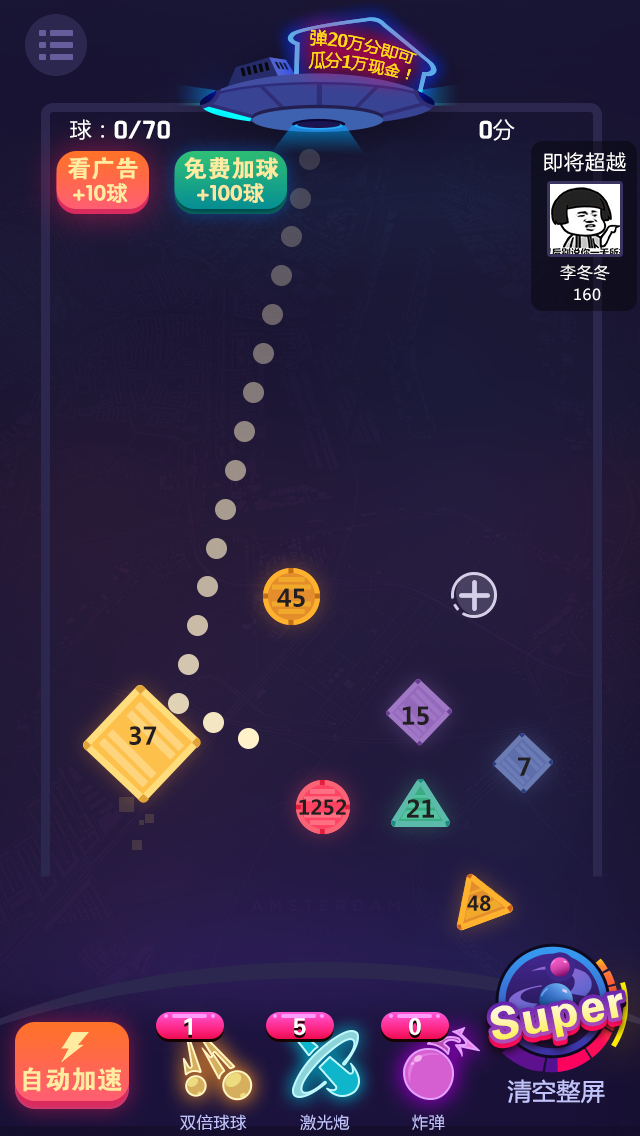 弹20万分即可
瓜分1万现金！
球：0/70
0分
看广告
+10球
免费加球
+100球
即将超越
李冬冬
160
45
37
15
7
1252
21
48
AMSTERDAM
1
5
0
Super
自动加速
双倍球球
激光炮
炸弹
清空整屏